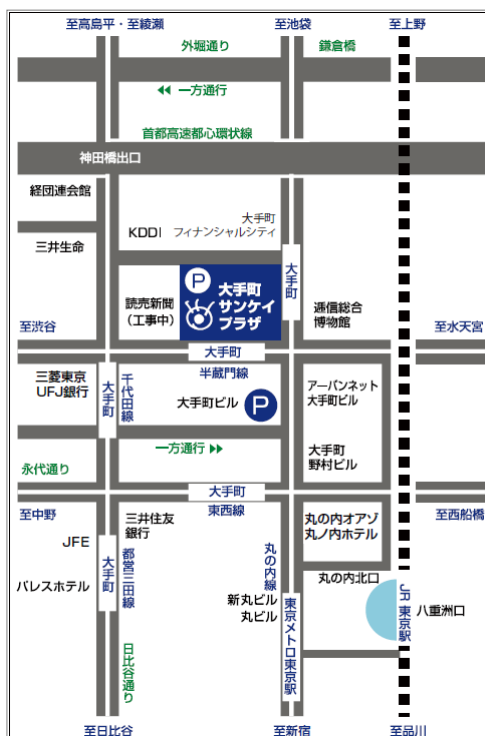 至高島平・至綾瀬
至池袋
至上野
外堀通り
鎌倉橋
一方通行
首都高速都心環状線
神田橋出口
経団連会館
大手町
フィナンシャルシティ
KDDI
三井生命
大手町
P
大手町
サンケイ
プラザ
読売新聞
(工事中)
逓信総合
博物館
至渋谷
至水天宮
大手町
半蔵門線
三菱東京
UFJ銀行
大手町
千代田線
大手町ビル
P
アーバンネット
大手町ビル
一方通行
大手町
野村ビル
永代通り
大手町
東西線
至中野
至西船橋
三井住友
銀行
丸の内オアゾ
丸ノ内ホテル
JFE
大手町
都営三田線
丸の内線
丸の内北口
パレスホテル
新丸ビル
丸ビル
東京メトロ東京駅
JR東京駅
八重洲口
日比谷通り
至日比谷
至新宿
至品川